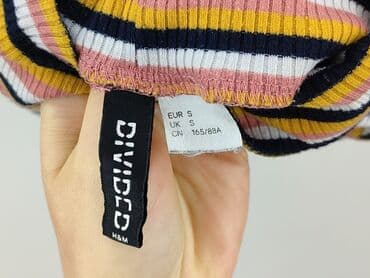 DIVIDED
H&M
EUR S
UK S
CN 165/88A